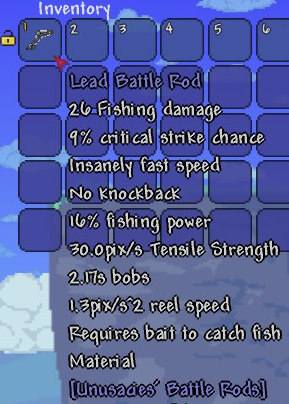 Inventory
1 2 3 4 5 6
Lead Battle Rod
26 Fishing damage
9% critical strike chance
Insanely fast speed
No knockback
16% fishing power
30.0pix/s Tensile Strength
2.17s bobs
1.3pix/s^2 reel speed
Requires bait to catch fish
Material
[Unusacies' Battle Rods]